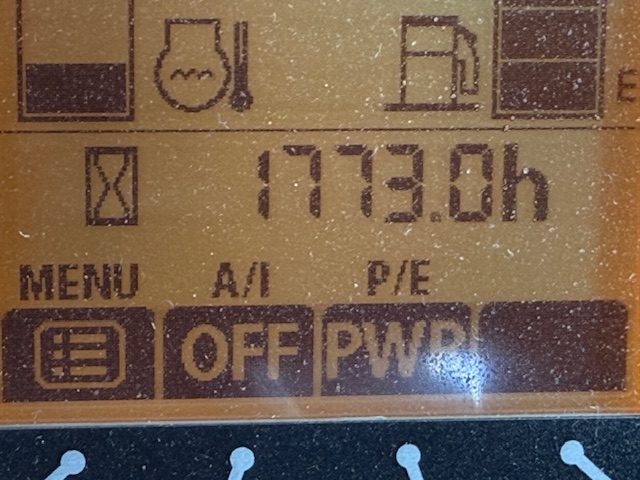 E
1773.0h
MENU A/I P/E
OFF PWR